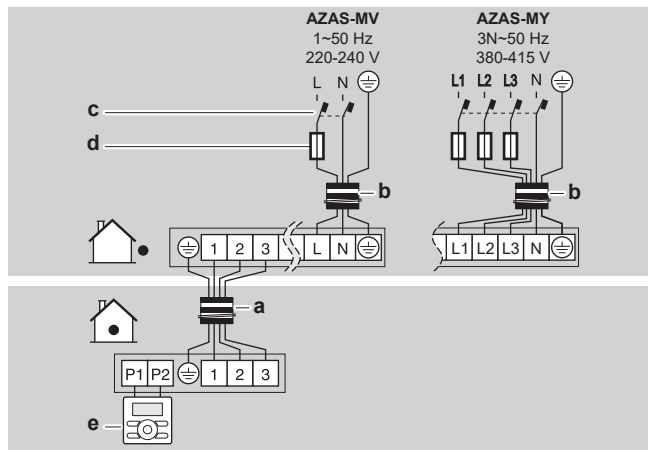 AZAS-MV
1~50 Hz
220-240 V
L N
AZAS-MY
3N~50 Hz
380-415 V
L1 L2 L3 N
c
d
b
b
1 2 3 L N
L1 L2 L3 N
a
P1 P2 1 2 3
e